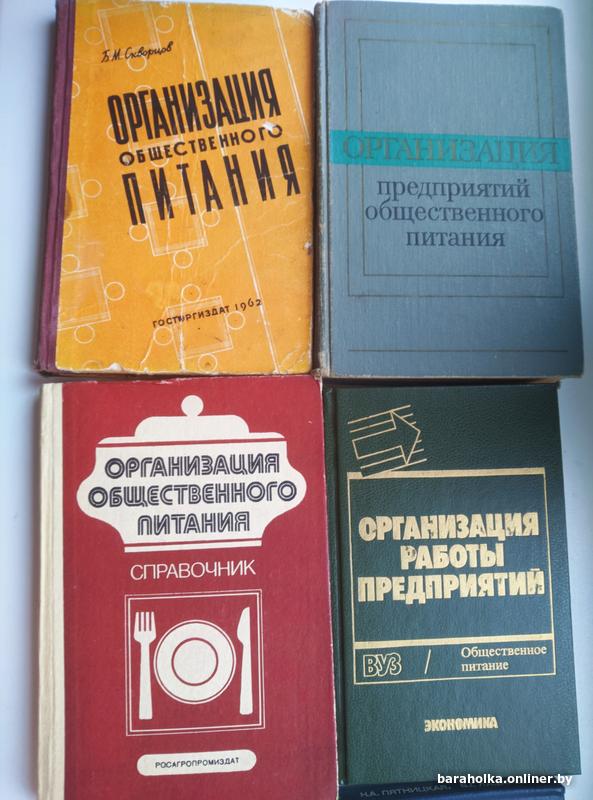 Б.М. Скворцов
ОРГАНИЗАЦИЯ
ОБЩЕСТВЕННОГО
ПИТАНИЯ
ГОСТОРГИЗДАТ 1962
ОРГАНИЗАЦИЯ
предприятий
общественного
питания
ОРГАНИЗАЦИЯ
ОБЩЕСТВЕННОГО
ПИТАНИЯ
СПРАВОЧНИК
РОСАГРОПРОМИЗДАТ
ОРГАНИЗАЦИЯ
РАБОТЫ
ПРЕДПРИЯТИЙ
ВУЗ / Общественное
питание
ЭКОНОМИКА
Н.А. ПЯТНИЦКАЯ
baraholka.onliner.by